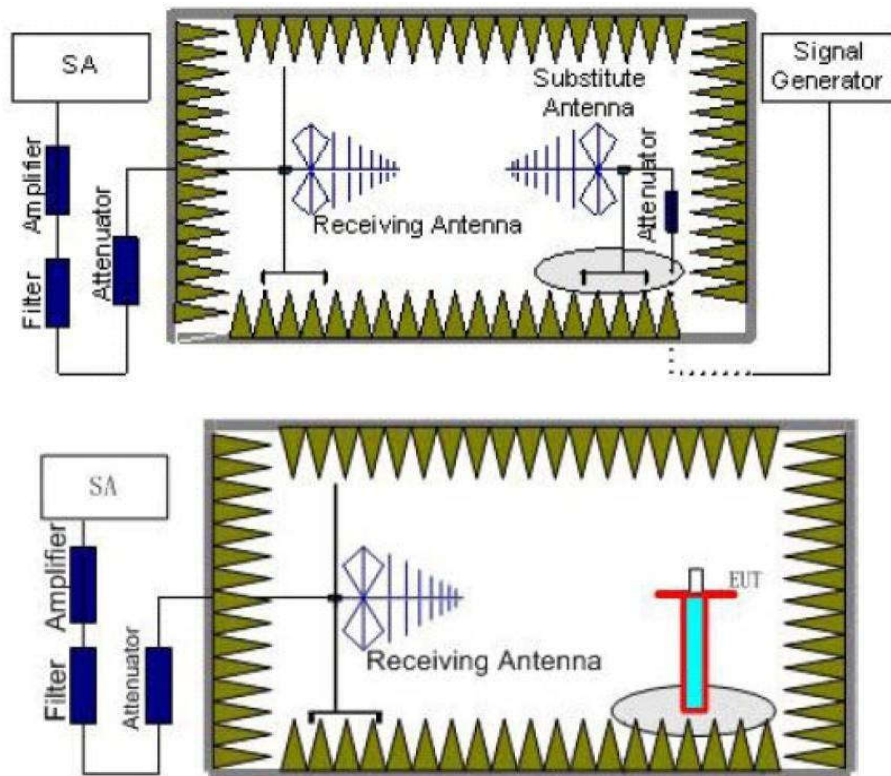 SA
Signal
Generator
Substitute
Antenna
Amplifier
Attenuator
Receiving Antenna
Attenuator
Filter
SA
Amplifier
EUT
Attenuator
Receiving Antenna
Filter